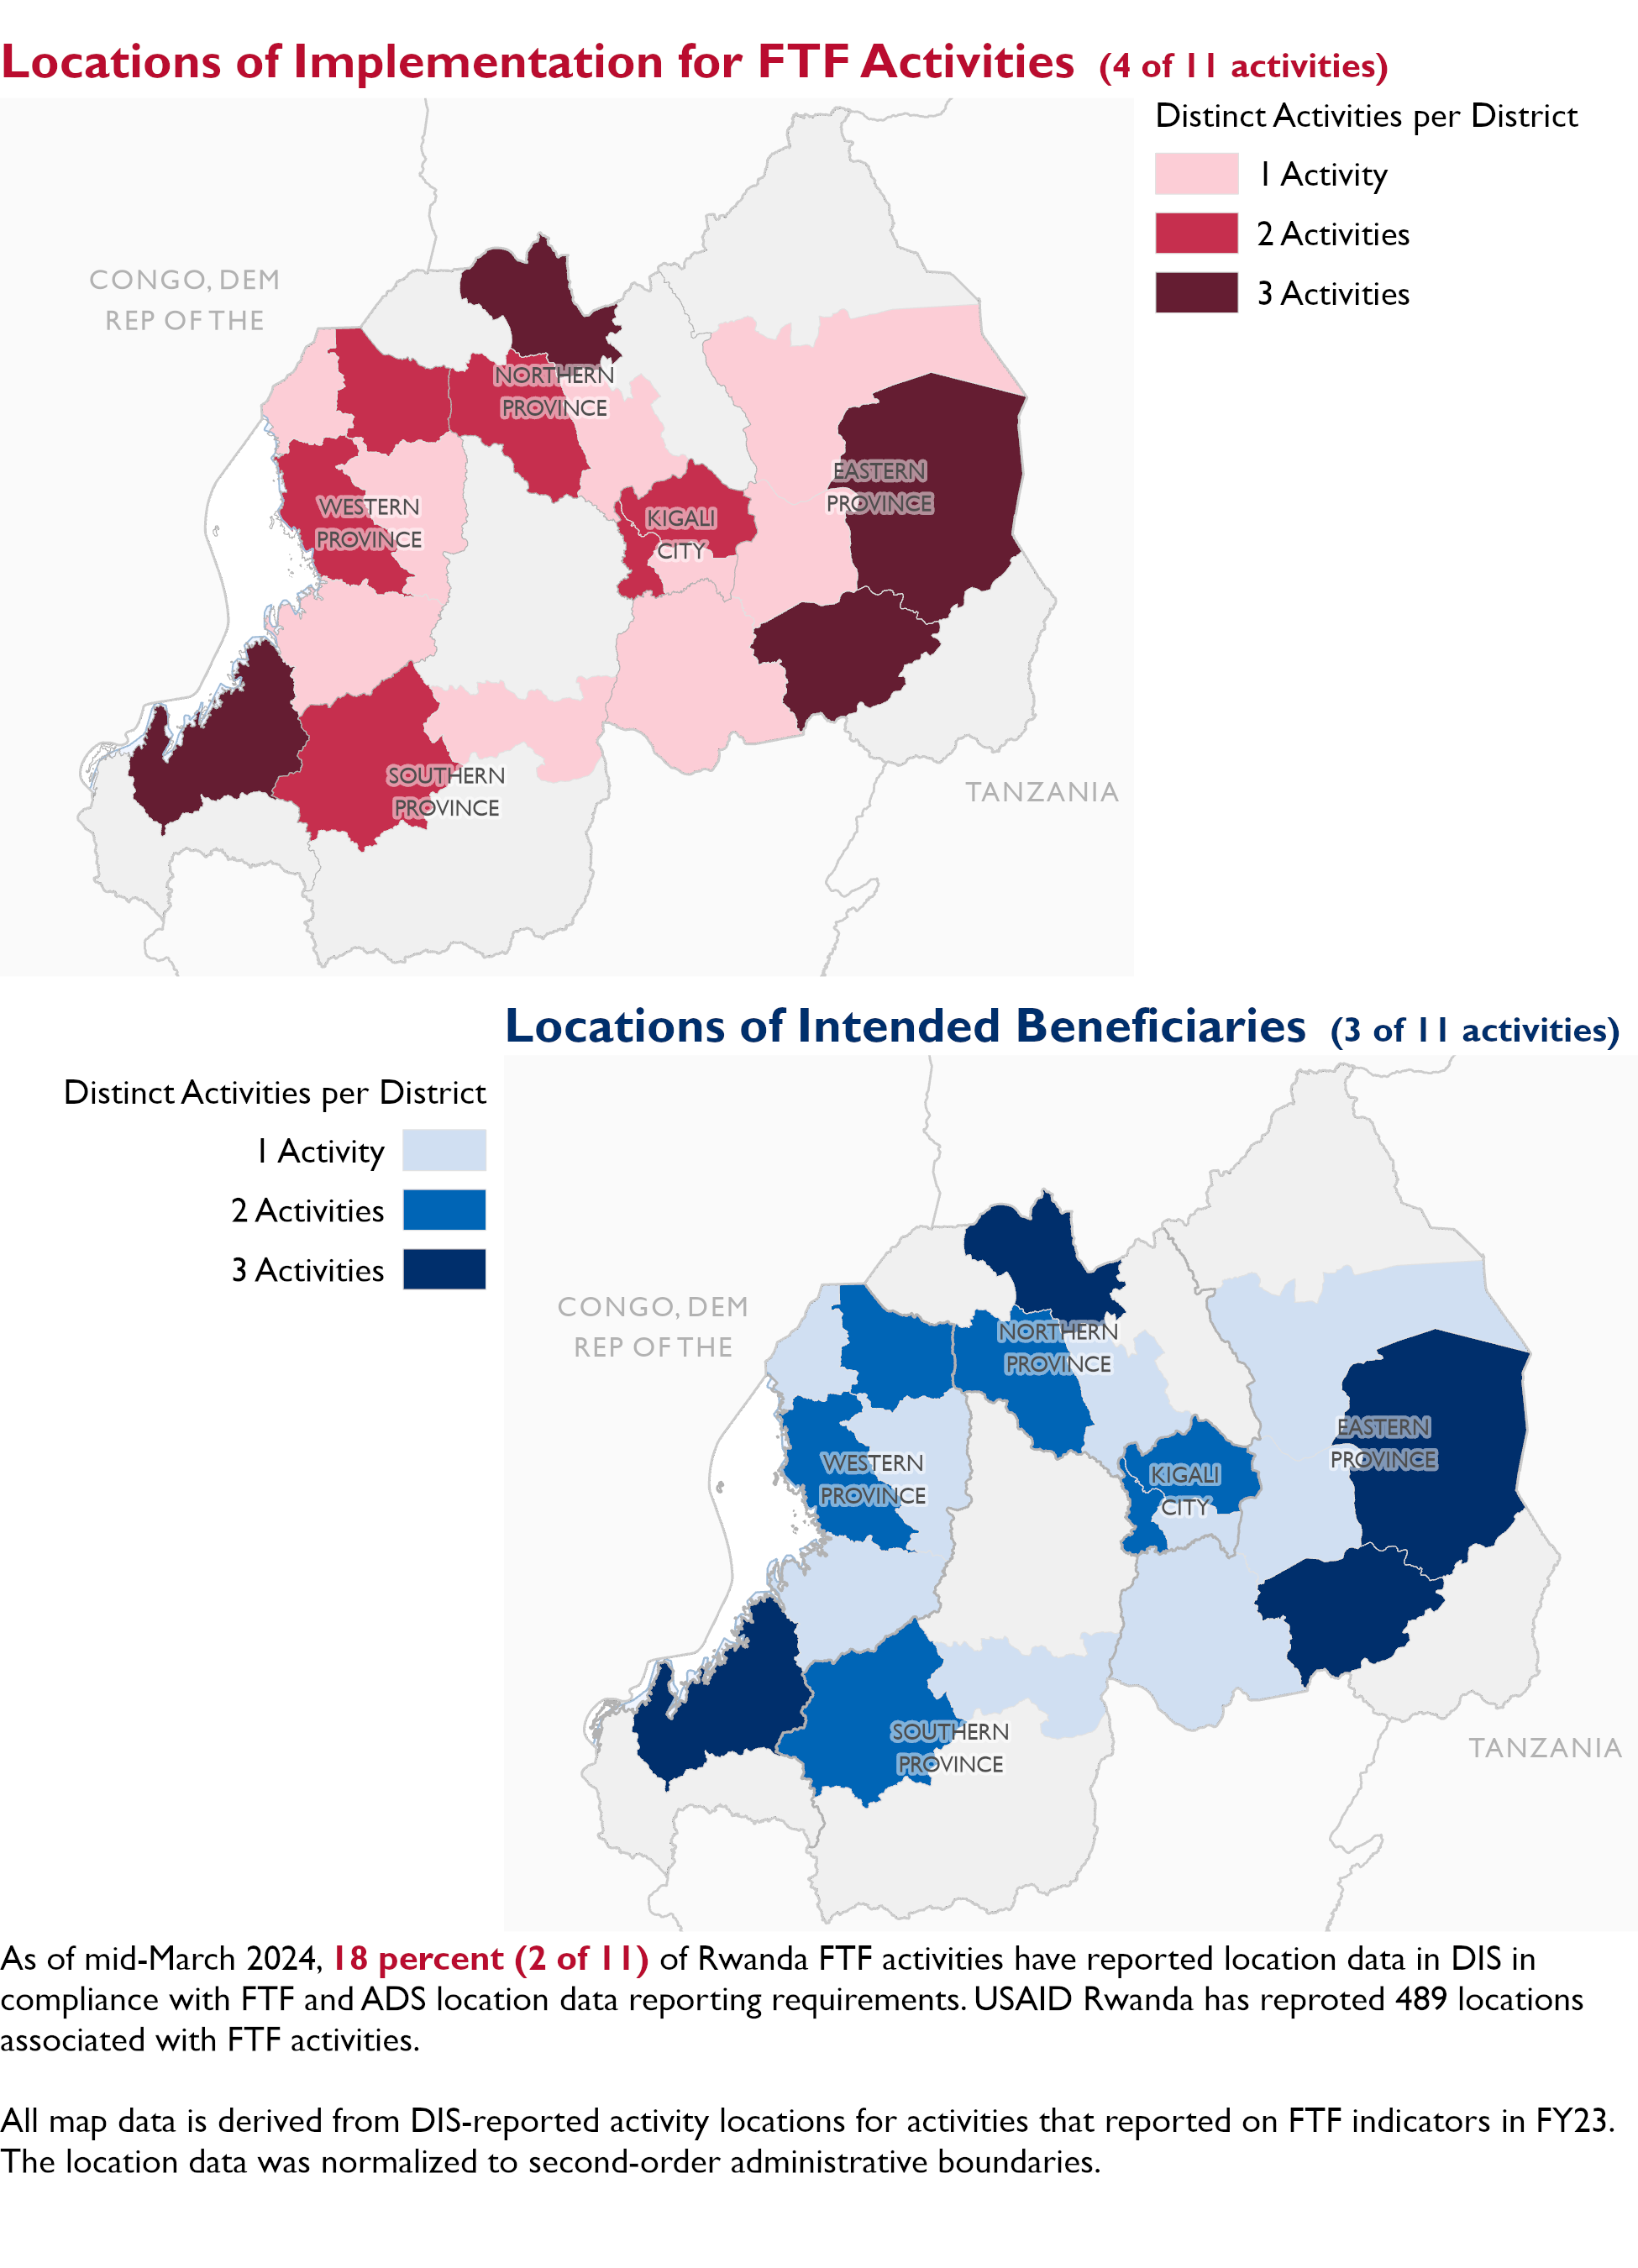 Locations of Implementation for FTF Activities (4 of 11 activities)
Distinct Activities per District
1 Activity
2 Activities
3 Activities
CONGO, DEM
REP OF THE
NORTHERN
PROVINCE
EASTERN
PROVINCE
WESTERN
PROVINCE
KIGALI
CITY
SOUTHERN
PROVINCE
TANZANIA
Locations of Intended Beneficiaries (3 of 11 activities)
Distinct Activities per District
1 Activity
2 Activities
3 Activities
CONGO, DEM
REP OF THE
NORTHERN
PROVINCE
EASTERN
PROVINCE
WESTERN
PROVINCE
KIGALI
CITY
SOUTHERN
PROVINCE
TANZANIA
As of mid-March 2024, 18 percent (2 of 11) of Rwanda FTF activities have reported location data in DIS in
compliance with FTF and ADS location data reporting requirements. USAID Rwanda has reproted 489 locations
associated with FTF activities.
All map data is derived from DIS-reported activity locations for activities that reported on FTF indicators in FY23.
The location data was normalized to second-order administrative boundaries.